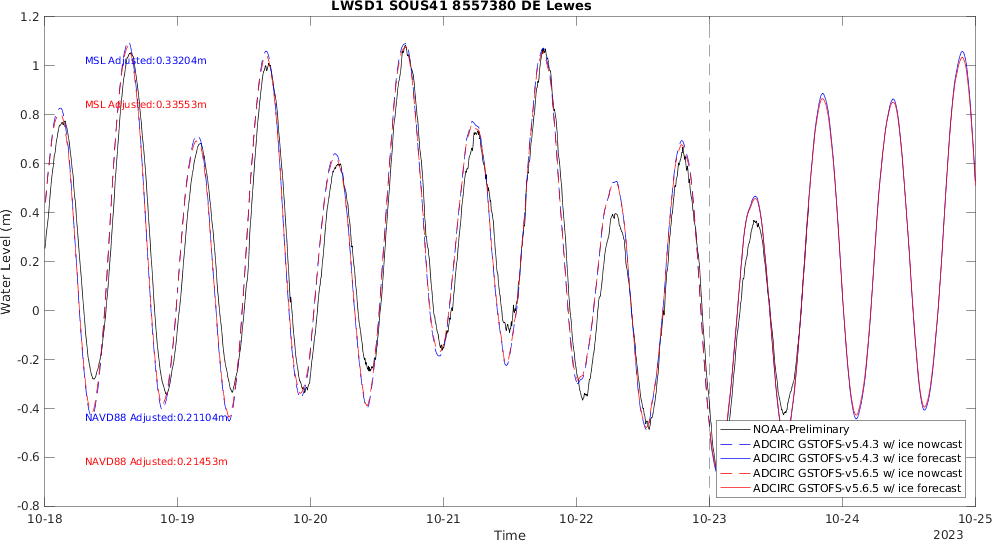 LWSD1 SOUS41 8557380 DE Lewes
1.2
1
0.8
0.6
0.4
0.2
0
-0.2
-0.4
-0.6
-0.8
Water Level (m)
MSL Adjusted:0.33204m
MSL Adjusted:0.33553m
NAVD88 Adjusted:0.21104m
NAVD88 Adjusted:0.21453m
NOAA-Preliminary
ADCIRC GSTOFS-v5.4.3 w/ ice nowcast
ADCIRC GSTOFS-v5.4.3 w/ ice forecast
ADCIRC GSTOFS-v5.6.5 w/ ice nowcast
ADCIRC GSTOFS-v5.6.5 w/ ice forecast
10-18 10-19 10-20 10-21 10-22 10-23 10-24 10-25
Time
2023